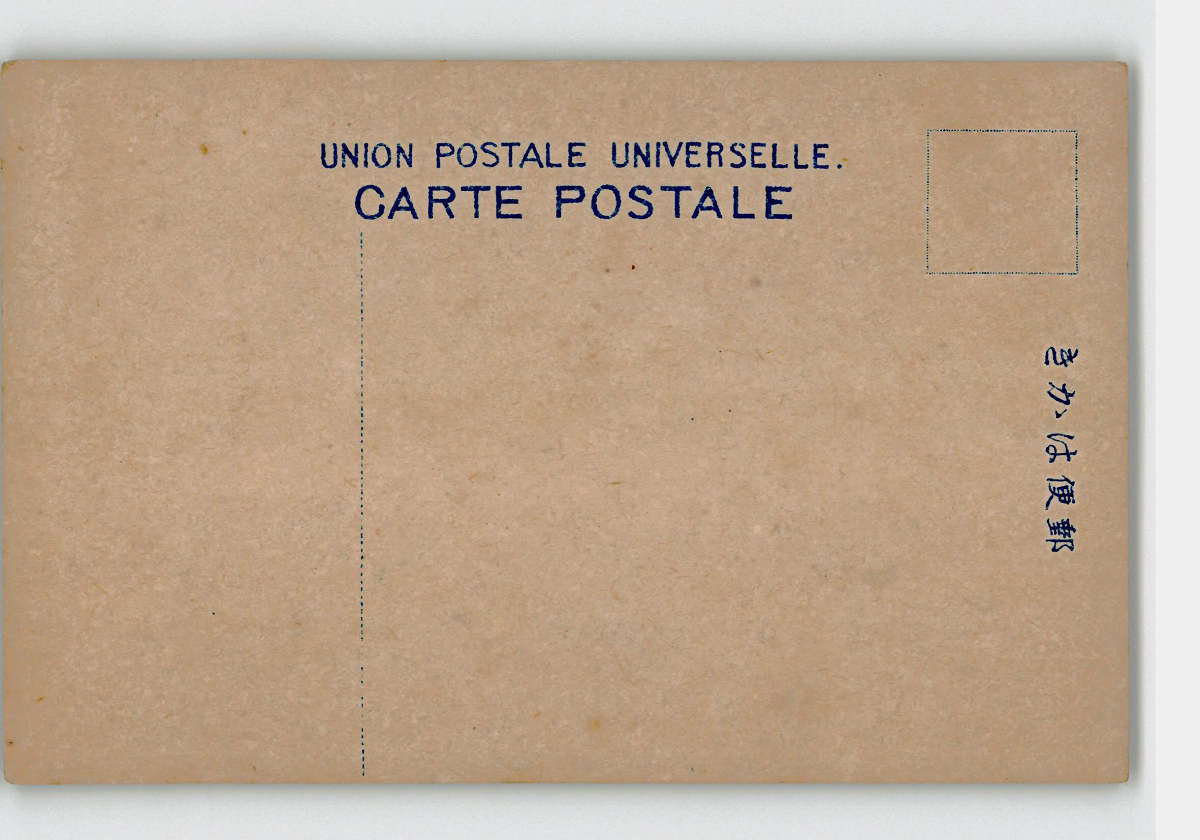 UNION POSTALE UNIVERSELLE.
CARTE POSTALE
きかは便郵